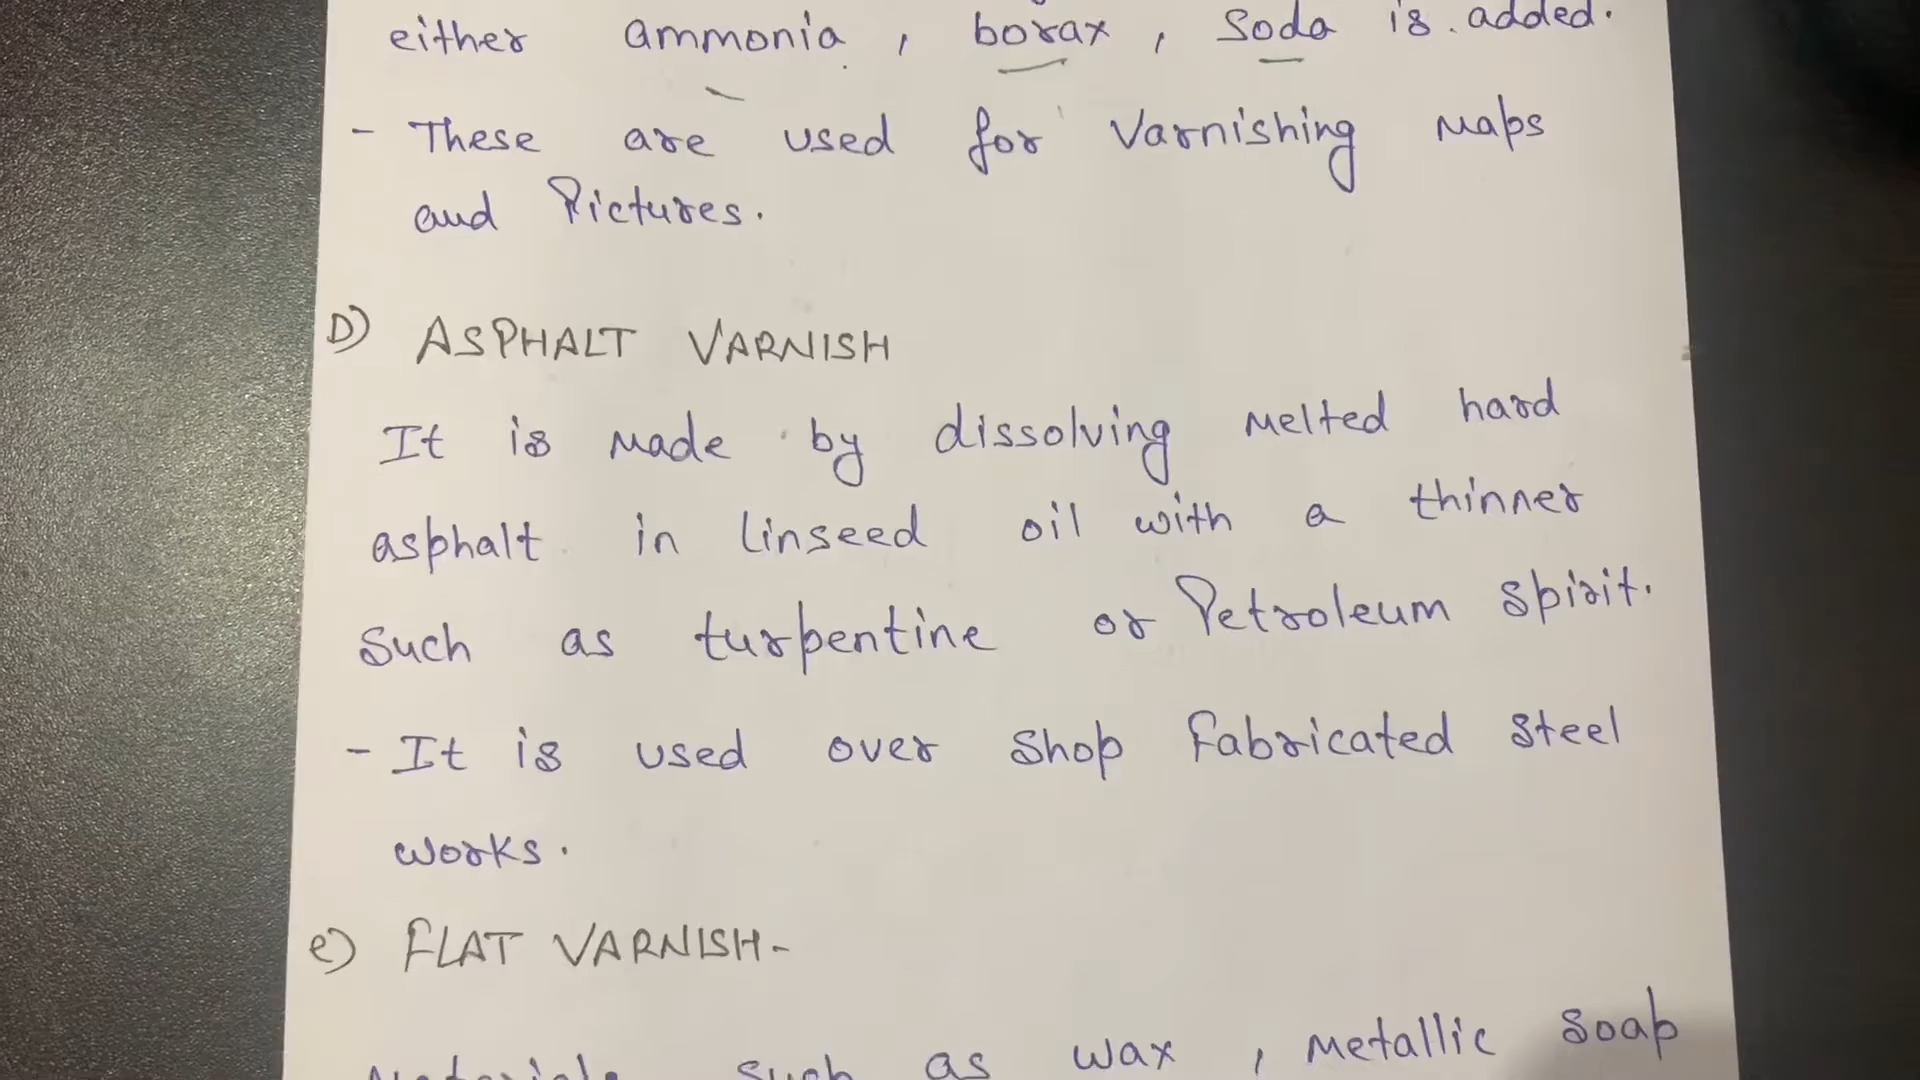 either ammonia, borax, Soda is added.
- These are used for Varnishing Maps
and Pictures.
D) ASPHALT VARNISH
It is Made by dissolving Melted hard
asphalt in linseed oil with a thinner
Such as turpentine or Petroleum spirit.
- It is used over Shop Fabricated Steel
works.
e) FLAT VARNISH-
Materials such as wax, Metallic Soap